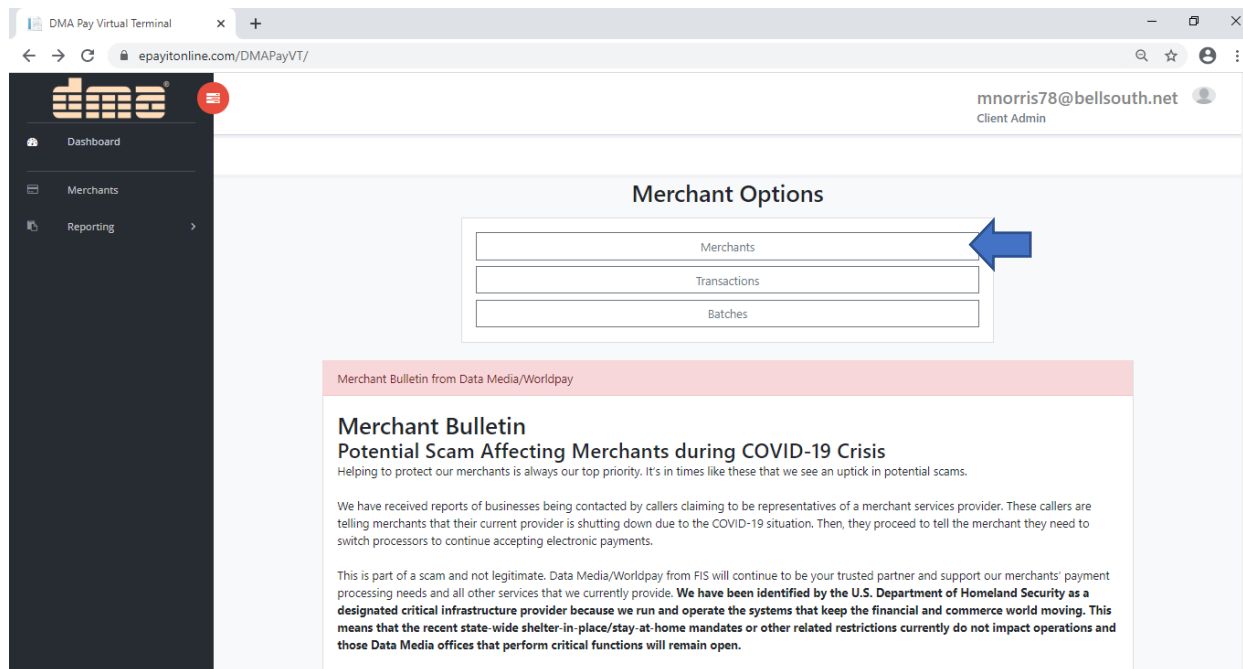 DMA Pay Virtual Terminal
epayitonline.com/DMAPayVT/
dma®
mnorris78@bellsouth.net
Client Admin
Dashboard
Merchants
Reporting
Merchant Options
Merchants
Transactions
Batches
Merchant Bulletin from Data Media/Worldpay
Merchant Bulletin
Potential Scam Affecting Merchants during COVID-19 Crisis
Helping to protect our merchants is always our top priority. It's in times like these that we see an uptick in potential scams.
We have received reports of businesses being contacted by callers claiming to be representatives of a merchant services provider. These callers are
telling merchants that their current provider is shutting down due to the COVID-19 situation. Then, they proceed to tell the merchant they need to
switch processors to continue accepting electronic payments.
This is part of a scam and not legitimate. Data Media/Worldpay from FIS will continue to be your trusted partner and support our merchants' payment
processing needs and all other services that we currently provide. We have been identified by the U.S. Department of Homeland Security as a
designated critical infrastructure provider because we run and operate the systems that keep the financial and commerce world moving. This
means that the recent state-wide shelter-in-place/stay-at-home mandates or other related restrictions currently do not impact operations and
those Data Media offices that perform critical functions will remain open.